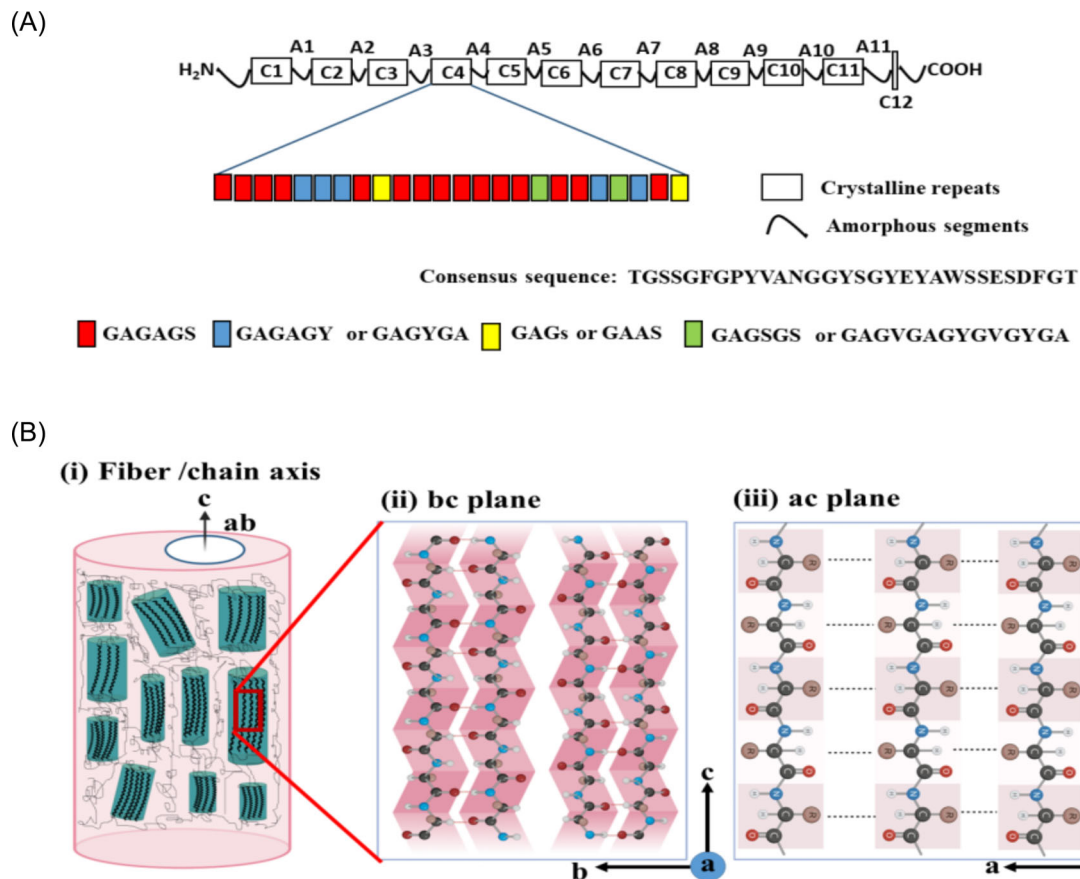 (A)
A1 A2 A3 A4 A5 A6 A7 A8 A9 A10 A11
H₂N C1 C2 C3 C4 C5 C6 C7 C8 C9 C10 C11 COOH
C12
Crystalline repeats
Amorphous segments
Consensus sequence: TGSSGFGPYVANGGYSGYEYAWSSESDFGT
GAGAGS GAGAGY or GAGYGA GAGs or GAAS GAGSGS or GAGVGAGYGVGYGA
(B)
(i) Fiber /chain axis
c
ab
(ii) bc plane
c
b a
(iii) ac plane
N N N
H C R H C R H C R
O C O C O C
N H N H N H
R C H R C H R C H
C O C O C O
N N N
H C R H C R H C R
O C O C O C
N H N H N H
R C H R C H R C H
C O C O C O
N N N
H C R H C R H C R
O C O C O C
a